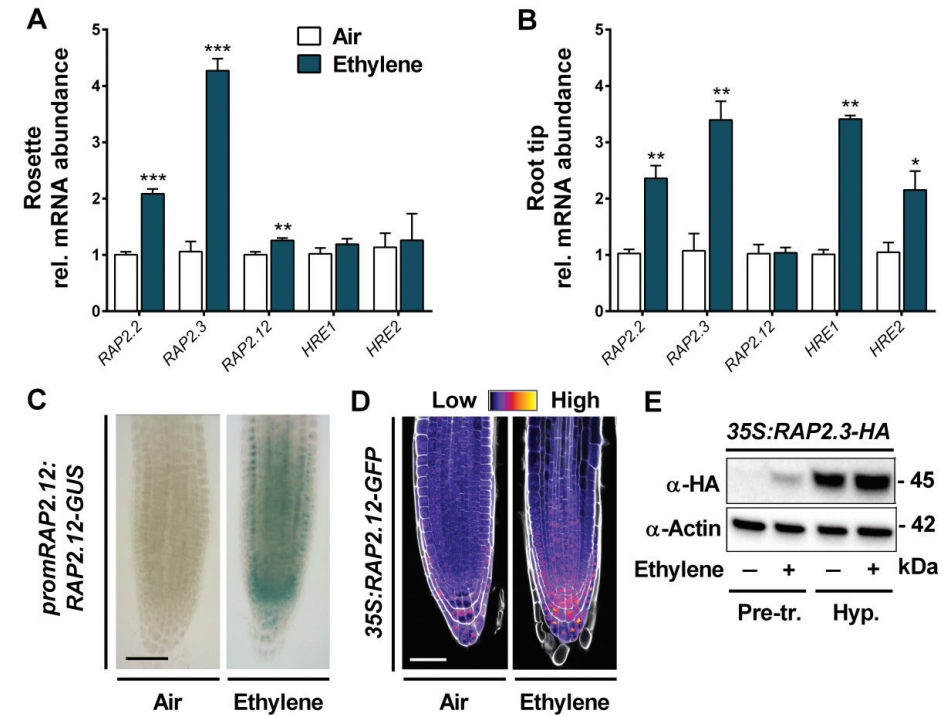 A
Rosette
rel. mRNA abundance
5
4
3
2
1
0
***
***
**
Air
Ethylene
RAP2.2
RAP2.3
RAP2.12
HRE1
HRE2
B
Root tip
rel. mRNA abundance
5
4
3
2
1
0
**
**
**
*
RAP2.2
RAP2.3
RAP2.12
HRE1
HRE2
C
promRAP2.12:
RAP2.12-GUS
Air
Ethylene
D
Low High
35S:RAP2.12-GFP
Air
Ethylene
E
35S:RAP2.3-HA
α-HA - 45
α-Actin - 42
Ethylene – + – + kDa
Pre-tr. Hyp.